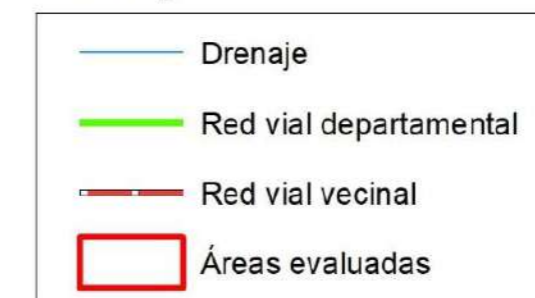 Drenaje
Red vial departamental
Red vial vecinal
Áreas evaluadas